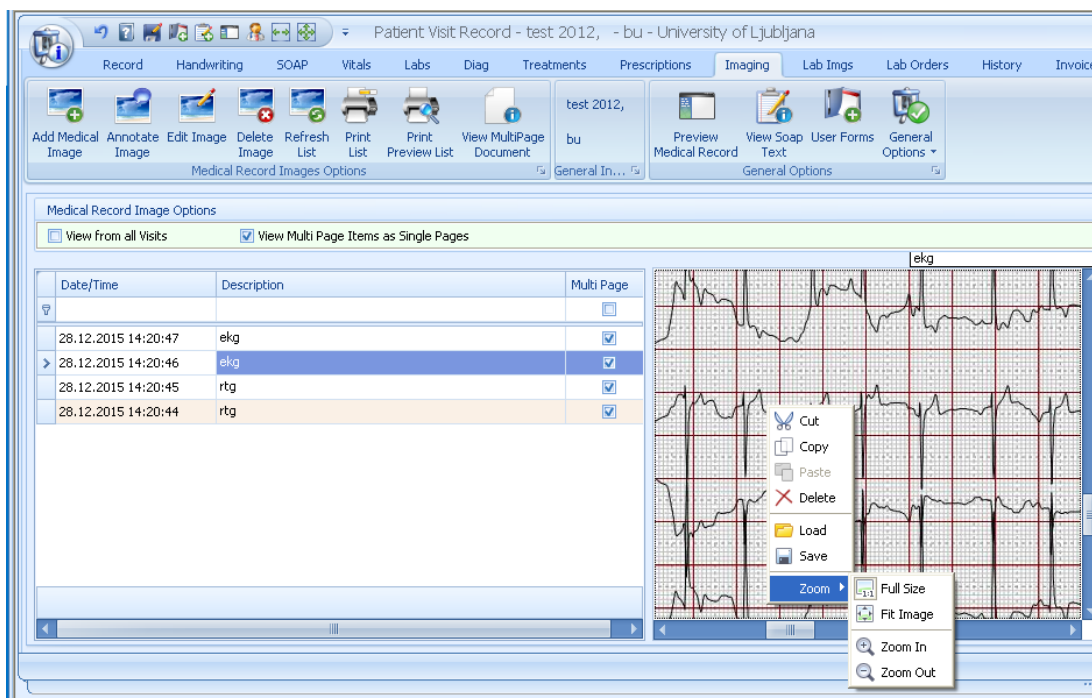 Patient Visit Record - test 2012,  - bu - University of Ljubljana
Record Handwriting SOAP Vitals Labs Diag Treatments Prescriptions Imaging Lab Imgs Lab Orders History Invoice
Add Medical Image
Annotate Image
Edit Image
Delete Image
Refresh List
Print List
Print Preview List
View MultiPage Document
Medical Record Images Options
test 2012,
bu
General In...
Preview Medical Record
View Soap Text
User Forms
General Options
General Options
Medical Record Image Options
View from all Visits
View Multi Page Items as Single Pages
ekg
Date/Time Description Multi Page
28.12.2015 14:20:47 ekg
28.12.2015 14:20:46 ekg
28.12.2015 14:20:45 rtg
28.12.2015 14:20:44 rtg
Cut
Copy
Paste
Delete
Load
Save
Zoom
1:1 Full Size
Fit Image
Zoom In
Zoom Out